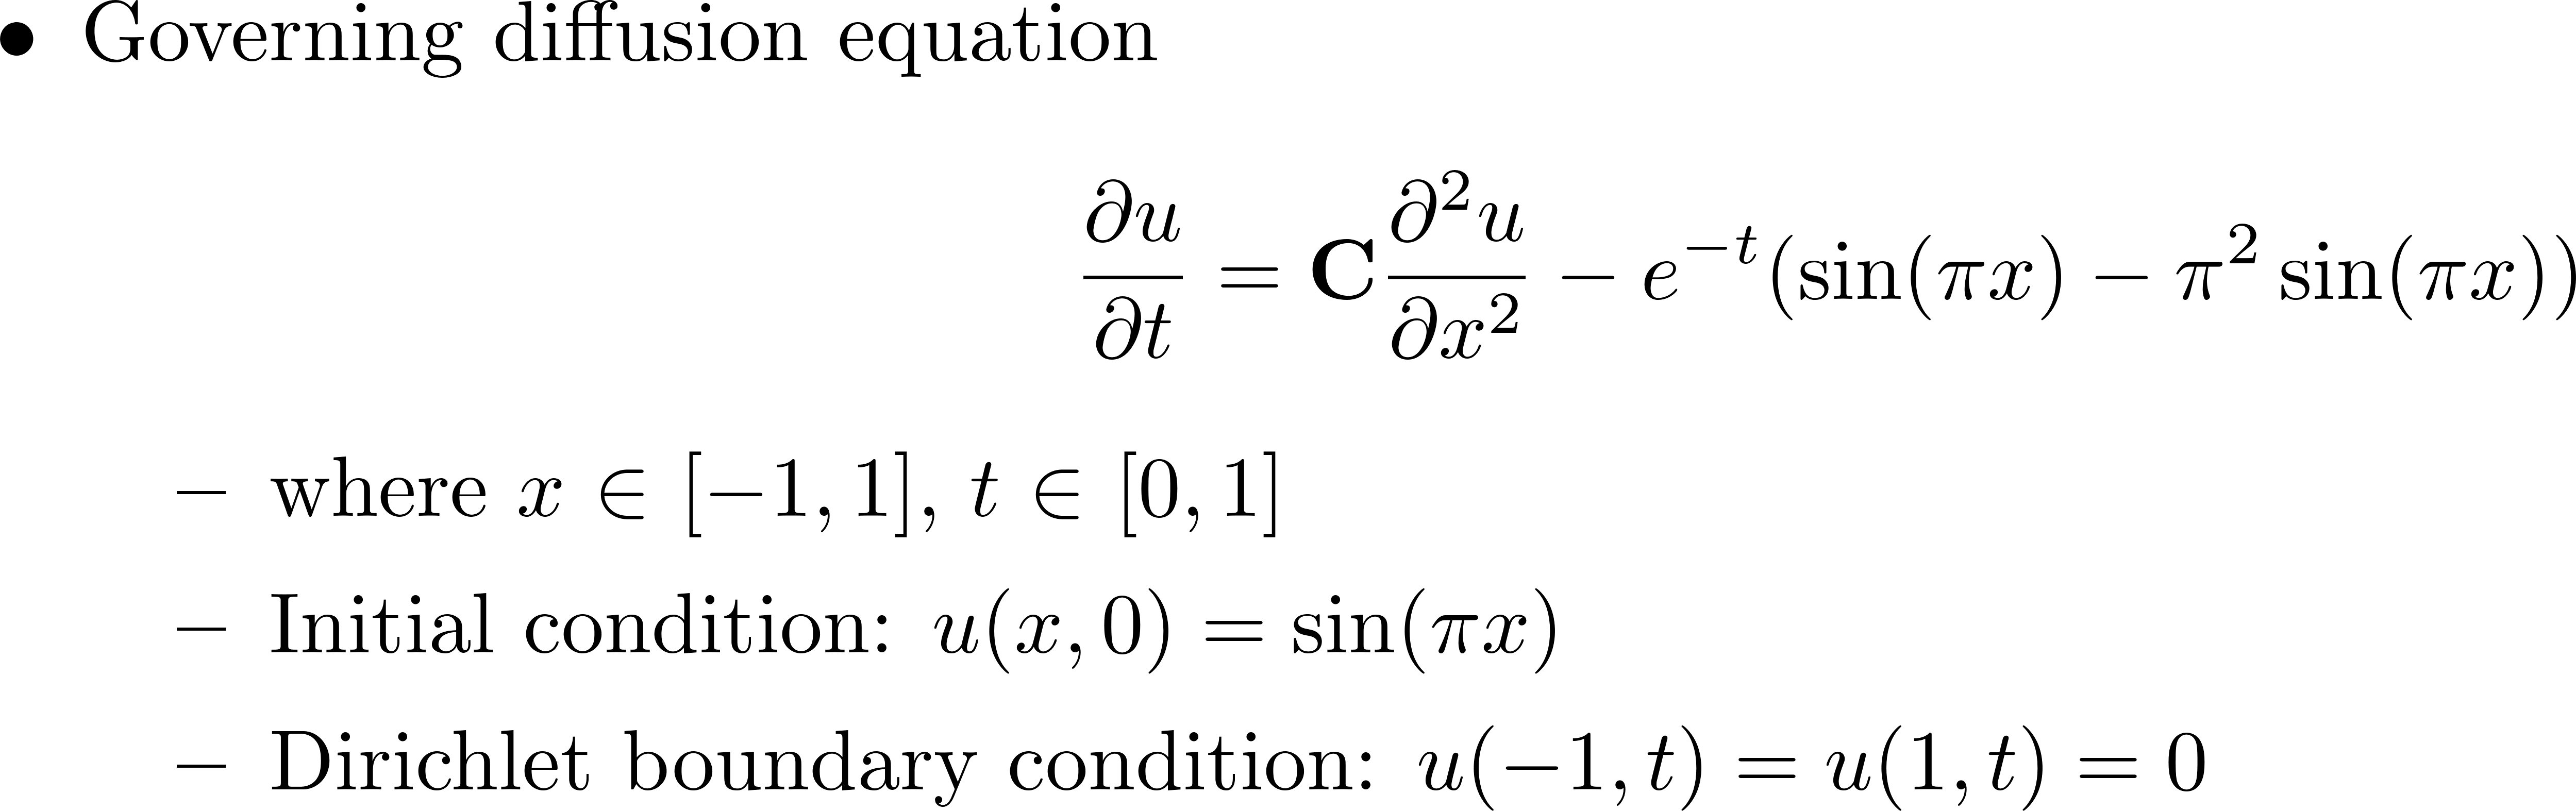 • Governing diffusion equation
∂u/∂t = C ∂²u/∂x² − e⁻ᵗ(sin(πx) − π² sin(πx))
– where x ∈ [−1, 1], t ∈ [0, 1]
– Initial condition: u(x, 0) = sin(πx)
– Dirichlet boundary condition: u(−1, t) = u(1, t) = 0